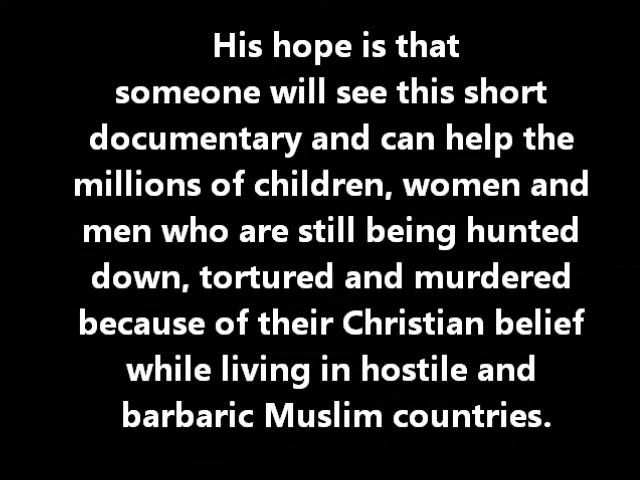 His hope is that
someone will see this short
documentary and can help the
millions of children, women and
men who are still being hunted
down, tortured and murdered
because of their Christian belief
while living in hostile and
barbaric Muslim countries.